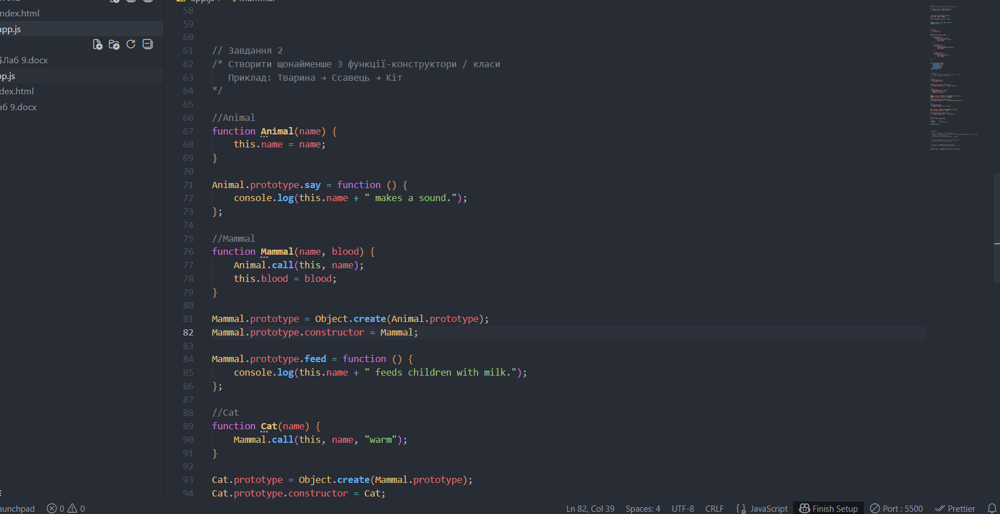 ndex.html
app.js
$Лаб 9.docx
op.js
dex.html
аб 9.docx
58
59
60
61 // Завдання 2
62 /* Створити щонайменше 3 функції-конструктори / класи
63 Приклад: Тварина → Ссавець → Кіт
64 */
65
66 //Animal
67 function Animal(name) {
68 this.name = name;
69 }
70
71 Animal.prototype.say = function () {
72 console.log(this.name + " makes a sound.");
73 };
74
75 //Mammal
76 function Mammal(name, blood) {
77 Animal.call(this, name);
78 this.blood = blood;
79 }
80
81 Mammal.prototype = Object.create(Animal.prototype);
82 Mammal.prototype.constructor = Mammal;
83
84 Mammal.prototype.feed = function () {
85 console.log(this.name + " feeds children with milk.");
86 };
87
88 //Cat
89 function Cat(name) {
90 Mammal.call(this, name, "warm");
91 }
92
93 Cat.prototype = Object.create(Mammal.prototype);
94 Cat.prototype.constructor = Cat;
aunchpad 0 0 Ln 82, Col 39 Spaces: 4 UTF-8 CRLF { } JavaScript Finish Setup Port : 5500 Prettier